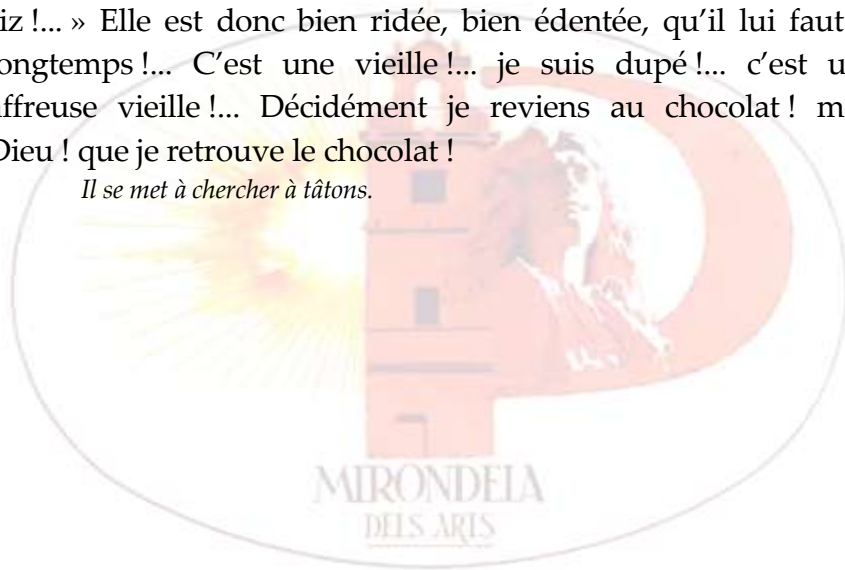 iz !... » Elle est donc bien ridée, bien édentée, qu'il lui faut
ongtemps !... C'est une vieille !... je suis dupé !... c'est u
ffreuse vieille !... Décidément je reviens au chocolat ! m
Dieu ! que je retrouve le chocolat !
Il se met à chercher à tâtons.
MIRONDELA
DELS ARTS